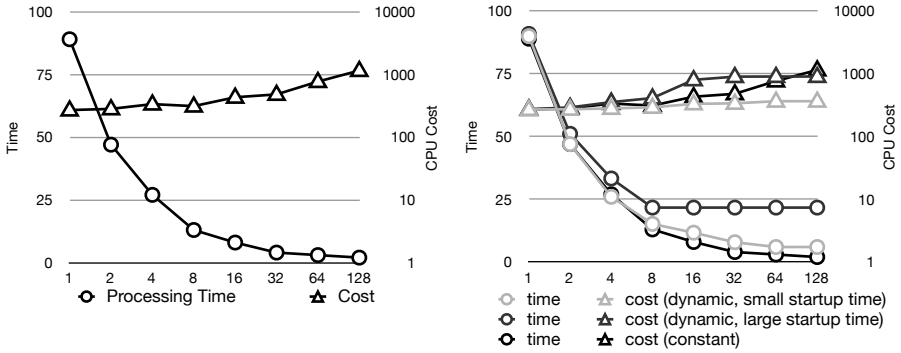 100
75
50
25
0
Time
10000
1000
100
10
1
CPU Cost
1 2 4 8 16 32 64 128
Processing Time Cost
100
75
50
25
0
Time
10000
1000
100
10
1
CPU Cost
1 2 4 8 16 32 64 128
time cost (dynamic, small startup time)
time cost (dynamic, large startup time)
time cost (constant)